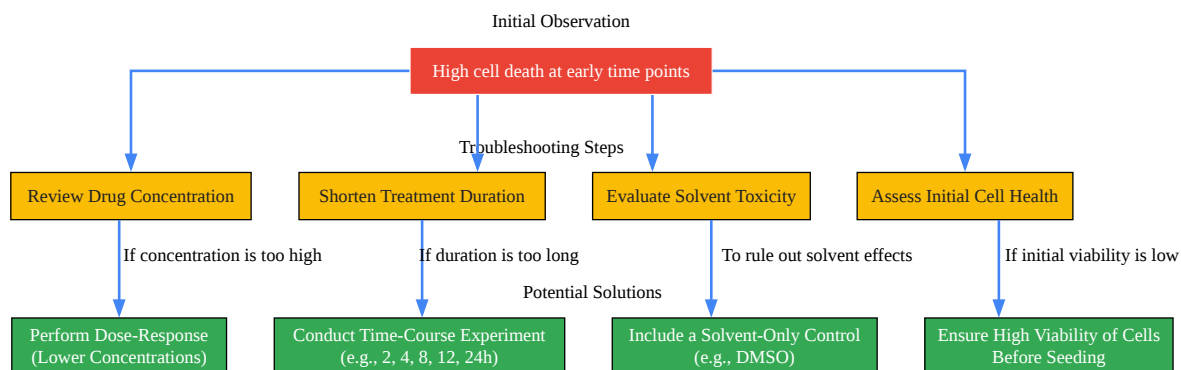 Initial Observation
High cell death at early time points
Troubleshooting Steps
Review Drug Concentration
Shorten Treatment Duration
Evaluate Solvent Toxicity
Assess Initial Cell Health
If concentration is too high
If duration is too long
To rule out solvent effects
If initial viability is low
Potential Solutions
Perform Dose-Response
(Lower Concentrations)
Conduct Time-Course Experiment
(e.g., 2, 4, 8, 12, 24h)
Include a Solvent-Only Control
(e.g., DMSO)
Ensure High Viability of Cells
Before Seeding